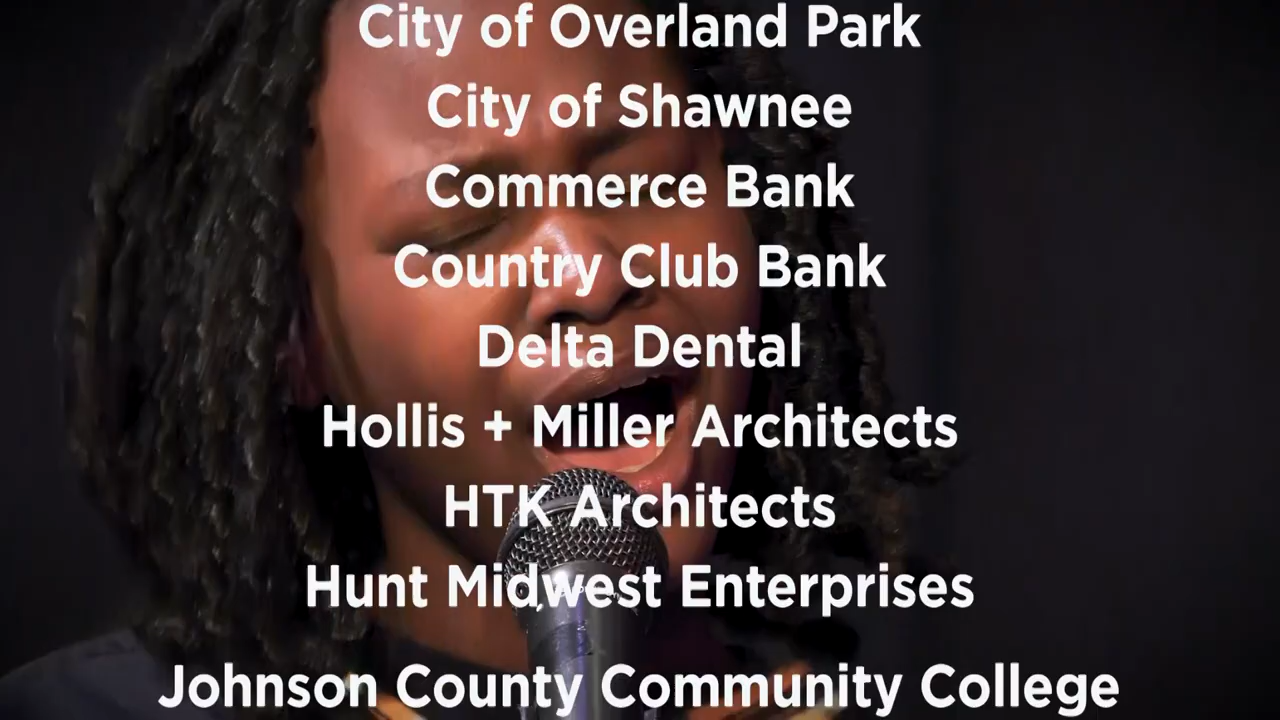 City of Overland Park
City of Shawnee
Commerce Bank
Country Club Bank
Delta Dental
Hollis + Miller Architects
HTK Architects
Hunt Midwest Enterprises
Johnson County Community College